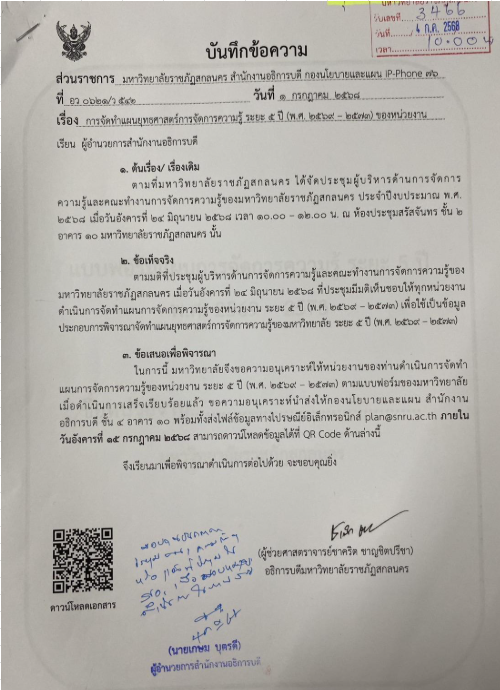 เลขที่ 3466
วันที่ 4 ก.ค. 2568
เวลา 10.00 น
บันทึกข้อความ
ส่วนราชการ มหาวิทยาลัยราชภัฏสกลนคร สำนักงานอธิการบดี กองนโยบายและแผน IP-Phone ๗๖
ที่ อว ๐๖๒๑/ว ๕๔๒ วันที่ ๑ กรกฎาคม ๒๕๖๘
เรื่อง การจัดทำแผนยุทธศาสตร์การจัดการความรู้ ระยะ ๕ ปี (พ.ศ. ๒๕๖๙ – ๒๕๗๓) ของหน่วยงาน
เรียน ผู้อำนวยการสำนักงานอธิการบดี
๑. ต้นเรื่อง/ เรื่องเดิม
ตามที่มหาวิทยาลัยราชภัฏสกลนคร ได้จัดประชุมผู้บริหารด้านการจัดการ
ความรู้และคณะทำงานการจัดการความรู้ของมหาวิทยาลัยราชภัฏสกลนคร ประจำปีงบประมาณ พ.ศ.
๒๕๖๘ เมื่อวันอังคารที่ ๒๔ มิถุนายน ๒๕๖๘ เวลา ๑๐.๐๐ – ๑๒.๐๐ น. ณ ห้องประชุมสรัสจันทร ชั้น ๒
อาคาร ๑๐ มหาวิทยาลัยราชภัฏสกลนคร นั้น
๒. ข้อเท็จจริง
ตามมติที่ประชุมผู้บริหารด้านการจัดการความรู้และคณะทำงานการจัดการความรู้ของ
มหาวิทยาลัยราชภัฏสกลนคร เมื่อวันอังคารที่ ๒๔ มิถุนายน ๒๕๖๘ ที่ประชุมมีมติเห็นชอบให้ทุกหน่วยงาน
ดำเนินการจัดทำแผนการจัดการความรู้ของหน่วยงาน ระยะ ๕ ปี (พ.ศ. ๒๕๖๙ – ๒๕๗๓) เพื่อใช้เป็นข้อมูล
ประกอบการพิจารณาจัดทำแผนยุทธศาสตร์การจัดการความรู้ของมหาวิทยาลัย ระยะ ๕ ปี (พ.ศ. ๒๕๖๙ – ๒๕๗๓)
๓. ข้อเสนอเพื่อพิจารณา
ในการนี้ มหาวิทยาลัยจึงขอความอนุเคราะห์ให้หน่วยงานของท่านดำเนินการจัดทำ
แผนการจัดการความรู้ของหน่วยงาน ระยะ ๕ ปี (พ.ศ. ๒๕๖๙ – ๒๕๗๓) ตามแบบฟอร์มของมหาวิทยาลัย
เมื่อดำเนินการเสร็จเรียบร้อยแล้ว ขอความอนุเคราะห์นำส่งให้กองนโยบายและแผน สำนักงาน
อธิการบดี ชั้น ๔ อาคาร ๑๐ พร้อมทั้งส่งไฟล์ข้อมูลทางไปรษณีย์อิเล็กทรอนิกส์ plan@snru.ac.th ภายใน
วันอังคารที่ ๑๕ กรกฎาคม ๒๕๖๘ สามารถดาวน์โหลดข้อมูลได้ที่ QR Code ด้านล่างนี้
จึงเรียนมาเพื่อพิจารณาดำเนินการต่อไปด้วย จะขอบคุณยิ่ง
(ผู้ช่วยศาสตราจารย์ชาคริต ชาญชิตปรีชา)
อธิการบดีมหาวิทยาลัยราชภัฏสกลนคร
ดาวน์โหลดเอกสาร
(นายเกษม บุตรดี)
ผู้อำนวยการสำนักงานอธิการบดี